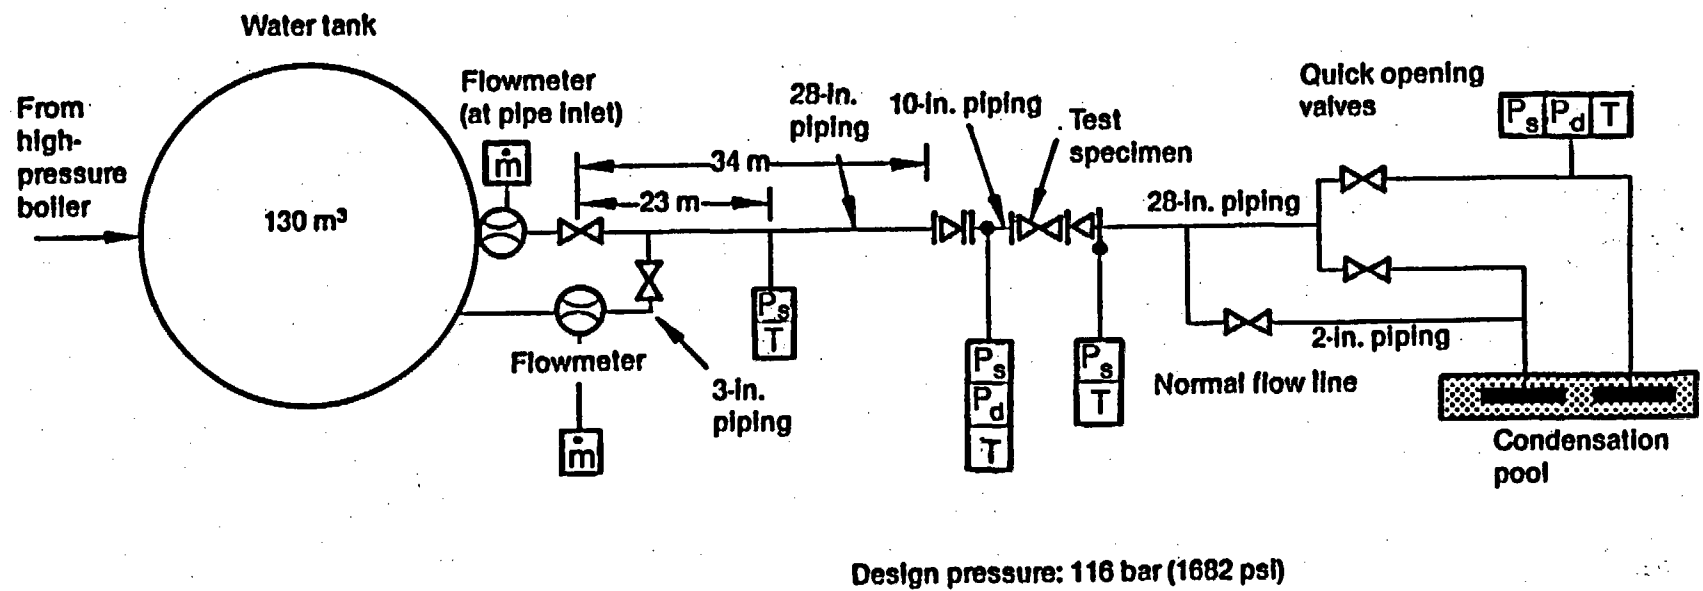 Water tank
From
high-
pressure
boiler
130 m³
Flowmeter
(at pipe inlet)
ṁ
34 m
23 m
28-in.
piping
10-in. piping
Test
specimen
Quick opening
valves
Ps Pd T
28-in. piping
Ps
T
Flowmeter
ṁ
3-in.
piping
Ps
Pd
T
Ps
T
2-in. piping
Normal flow line
Condensation
pool
Design pressure: 116 bar (1682 psi)